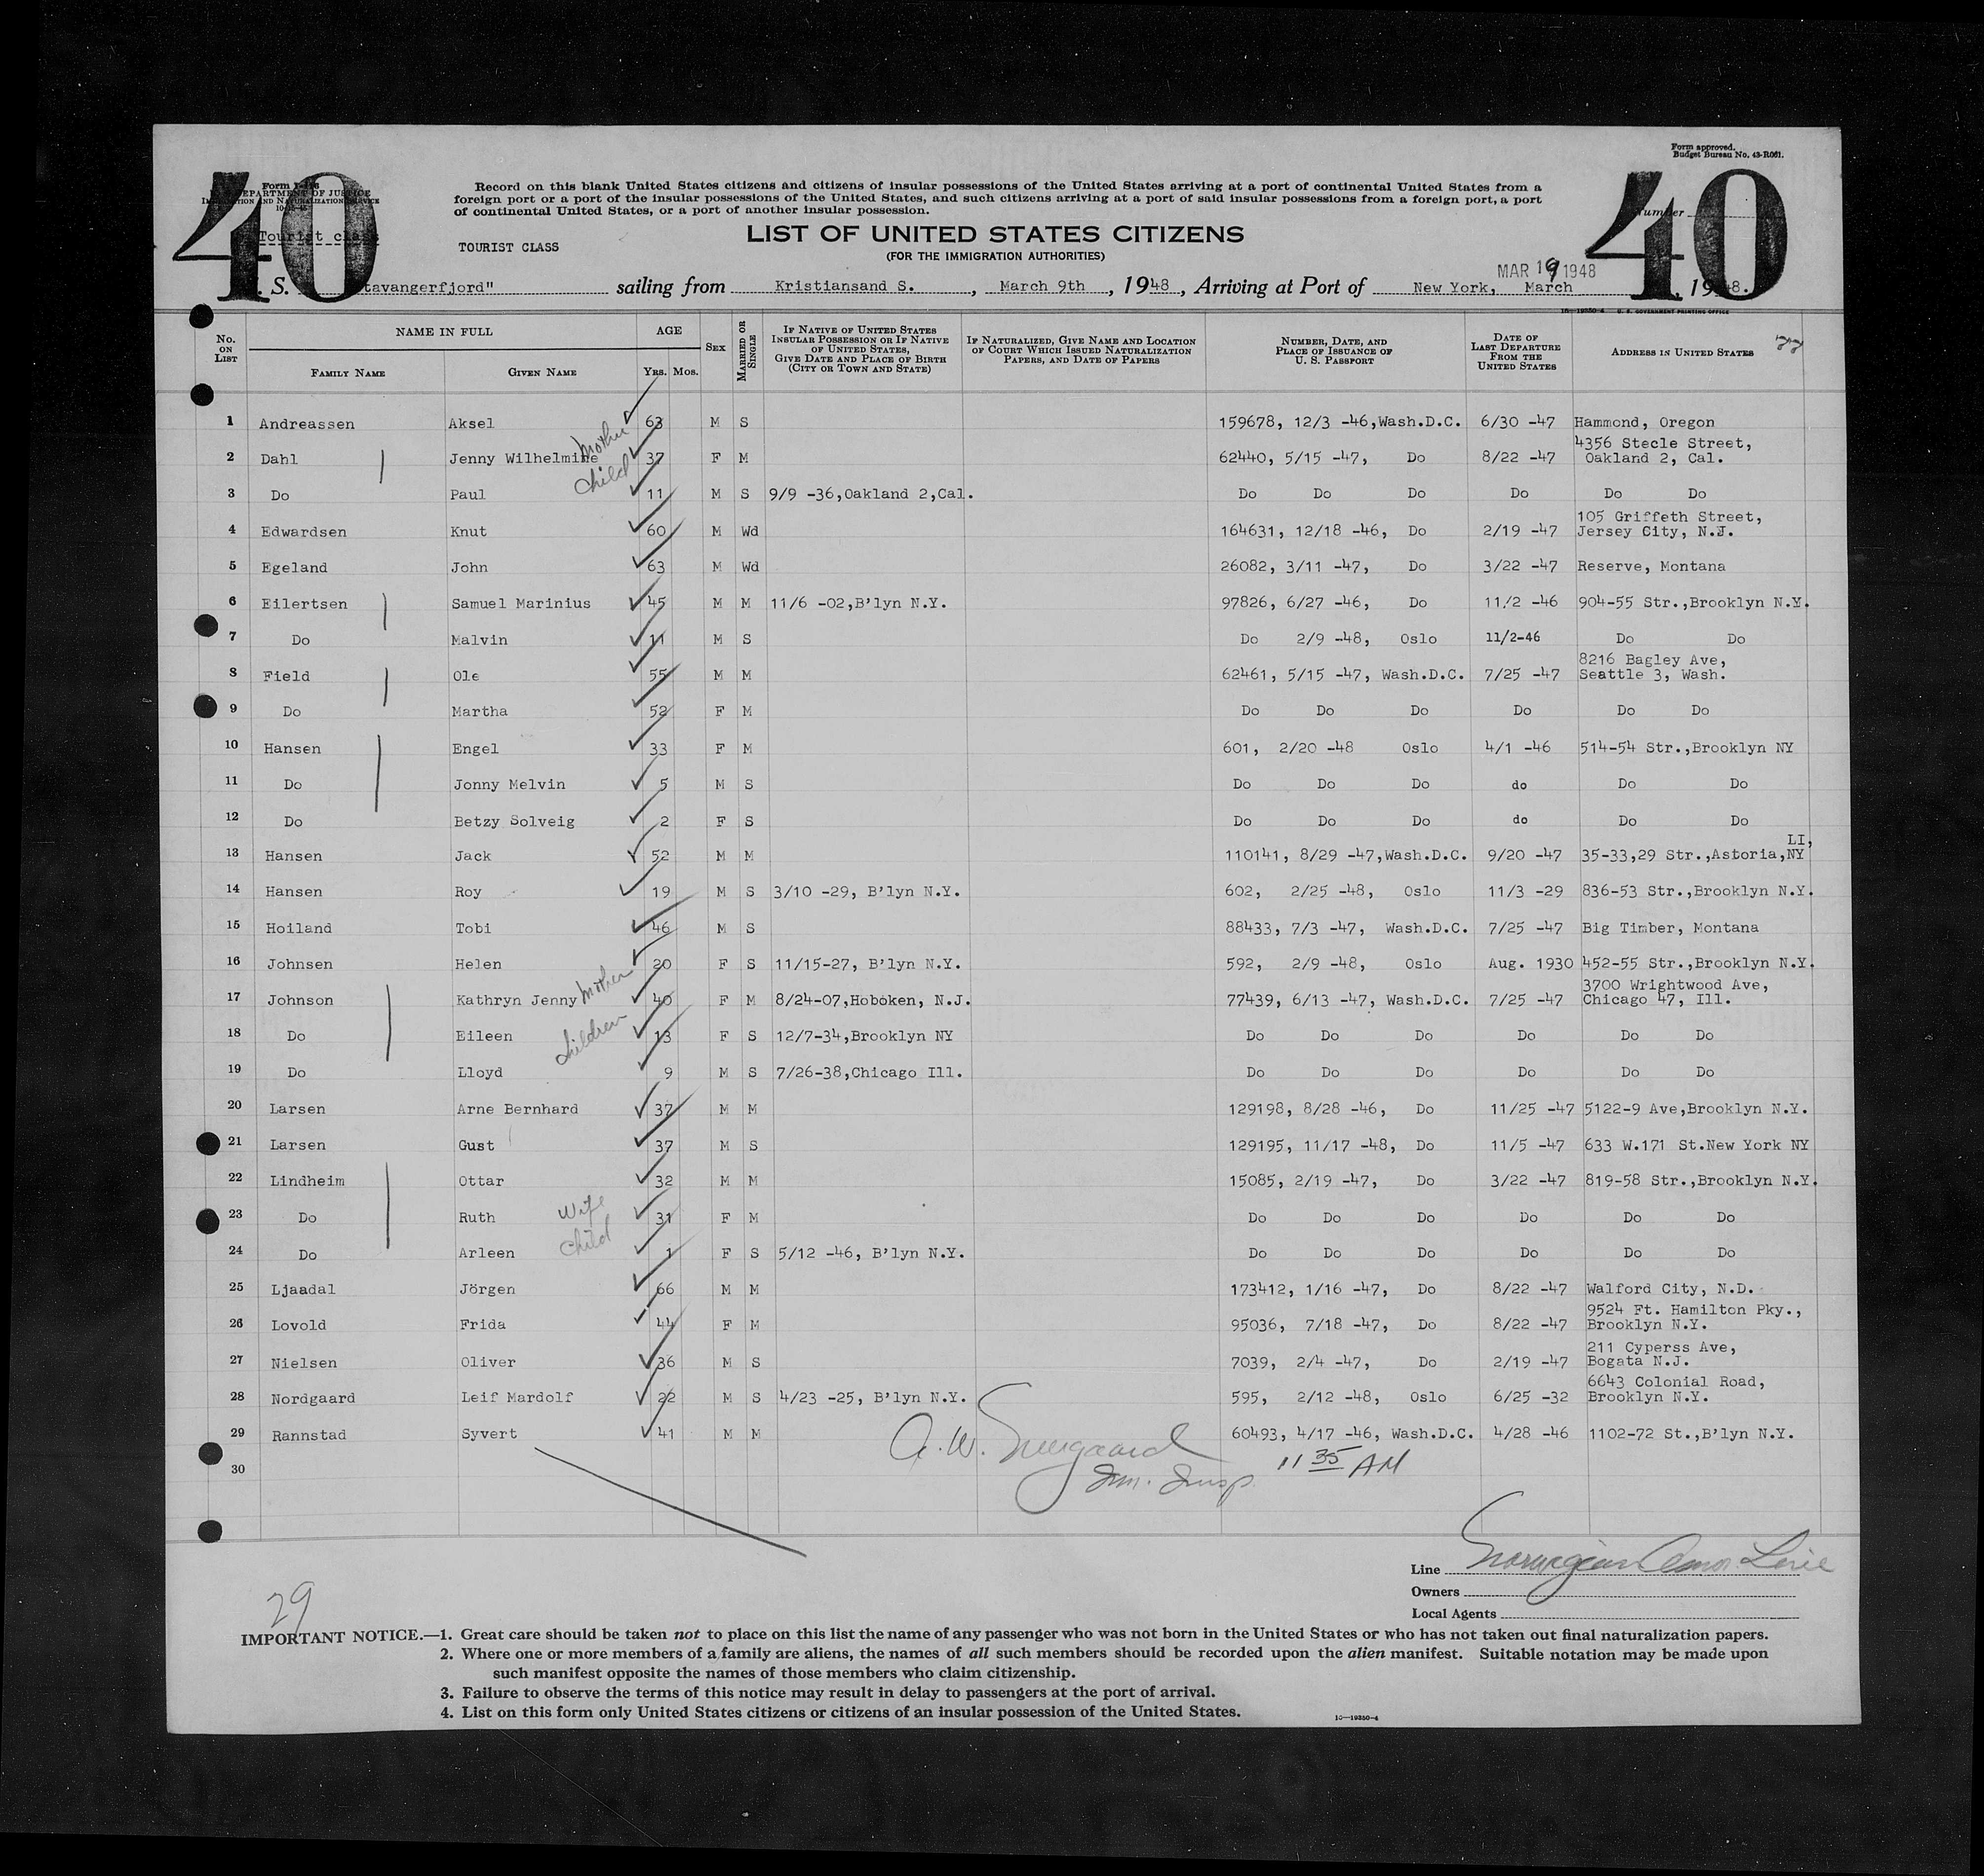 Form approved.
Budget Bureau No. 43-R061.
40
40
Form I-416
U. S. DEPARTMENT OF JUSTICE
IMMIGRATION AND NATURALIZATION SERVICE
Number
Tourist class
Record on this blank United States citizens and citizens of insular possessions of the United States arriving at a port of continental United States from a
foreign port or a port of the insular possessions of the United States, and such citizens arriving at a port of said insular possessions from a foreign port, a port
of continental United States, or a port of another insular possession.
TOURIST CLASS
LIST OF UNITED STATES CITIZENS
(FOR THE IMMIGRATION AUTHORITIES)
MAR 19 1948
S. S. tavangerfjord" sailing from Kristiansand S. , March 9th , 1948 , Arriving at Port of New York, March , 1948.
16—19350-4 U. S. GOVERNMENT PRINTING OFFICE
No. ON LIST
NAME IN FULL
FAMILY NAME
GIVEN NAME
AGE
YRS. MOS.
SEX
MARRIED OR SINGLE
IF NATIVE OF UNITED STATES INSULAR POSSESSION OR IF NATIVE OF UNITED STATES, GIVE DATE AND PLACE OF BIRTH (CITY OR TOWN AND STATE)
IF NATURALIZED, GIVE NAME AND LOCATION OF COURT WHICH ISSUED NATURALIZATION PAPERS, AND DATE OF PAPERS
NUMBER, DATE, AND PLACE OF ISSUANCE OF U. S. PASSPORT
DATE OF LAST DEPARTURE FROM THE UNITED STATES
ADDRESS IN UNITED STATES
1 Andreassen Aksel 63 M S 159678, 12/3 -46, Wash.D.C. 6/30 -47 Hammond, Oregon
2 Dahl Jenny Wilhelmine Mother 37 F M 62440, 5/15 -47, Do 8/22 -47 4356 Stecle Street, Oakland 2, Cal.
3 Do Paul Child 11 M S 9/9 -36,Oakland 2,Cal. Do Do Do Do Do Do
4 Edwardsen Knut 60 M Wd 164631, 12/18 -46, Do 2/19 -47 105 Griffeth Street, Jersey City, N.J.
5 Egeland John 63 M Wd 26082, 3/11 -47, Do 3/22 -47 Reserve, Montana
6 Eilertsen Samuel Marinius 45 M M 11/6 -02,B'lyn N.Y. 97826, 6/27 -46, Do 11/2 -46 904-55 Str.,Brooklyn N.Y.
7 Do Malvin 11 M S Do 2/9 -48, Oslo 11/2-46 Do Do
8 Field Ole 55 M M 62461, 5/15 -47, Wash.D.C. 7/25 -47 8216 Bagley Ave, Seattle 3, Wash.
9 Do Martha 52 F M Do Do Do Do Do Do
10 Hansen Engel 33 F M 601, 2/20 -48 Oslo 4/1 -46 514-54 Str.,Brooklyn NY
11 Do Jonny Melvin 5 M S Do Do Do do Do Do
12 Do Betzy Solveig 2 F S Do Do Do do Do Do
13 Hansen Jack 52 M M 110141, 8/29 -47,Wash.D.C. 9/20 -47 35-33,29 Str.,Astoria, LI, NY
14 Hansen Roy 19 M S 3/10 -29, B'lyn N.Y. 602, 2/25 -48, Oslo 11/3 -29 836-53 Str.,Brooklyn N.Y.
15 Hoiland Tobi 46 M S 88433, 7/3 -47, Wash.D.C. 7/25 -47 Big Timber, Montana
16 Johnsen Helen 20 F S 11/15-27, B'lyn N.Y. 592, 2/9 -48, Oslo Aug. 1930 452-55 Str.,Brooklyn N.Y.
17 Johnson Kathryn Jenny Mother 40 F M 8/24-07,Hoboken, N.J. 77439, 6/13 -47, Wash.D.C. 7/25 -47 3700 Wrightwood Ave, Chicago 47, Ill.
18 Do Eileen Children 13 F S 12/7-34,Brooklyn NY Do Do Do Do Do Do
19 Do Lloyd 9 M S 7/26-38,Chicago Ill. Do Do Do Do Do Do
20 Larsen Arne Bernhard 37 M M 129198, 8/28 -46, Do 11/25 -47 5122-9 Ave,Brooklyn N.Y.
21 Larsen Gust 37 M S 129195, 11/17 -48, Do 11/5 -47 633 W.171 St.New York NY
22 Lindheim Ottar 32 M M 15085, 2/19 -47, Do 3/22 -47 819-58 Str.,Brooklyn N.Y.
23 Do Ruth Wife 31 F M Do Do Do Do Do Do
24 Do Arleen Child 1 F S 5/12 -46, B'lyn N.Y. Do Do Do Do Do Do
25 Ljaadal Jörgen 66 M M 173412, 1/16 -47, Do 8/22 -47 Walford City, N.D.
26 Lovold Frida 44 F M 95036, 7/18 -47, Do 8/22 -47 9524 Ft. Hamilton Pky., Brooklyn N.Y.
27 Nielsen Oliver 36 M S 7039, 2/4 -47, Do 2/19 -47 211 Cyperss Ave, Bogata N.J.
28 Nordgaard Leif Mardolf 22 M S 4/23 -25, B'lyn N.Y. 595, 2/12 -48, Oslo 6/25 -32 6643 Colonial Road, Brooklyn N.Y.
29 Rannstad Syvert 41 M M 60493, 4/17 -46, Wash.D.C. 4/28 -46 1102-72 St.,B'lyn N.Y.
30
A. W.
Imm. Insp. 11 35 AM
Line Norwegian Amer Line
Owners
Local Agents
29
IMPORTANT NOTICE.—1. Great care should be taken not to place on this list the name of any passenger who was not born in the United States or who has not taken out final naturalization papers.
2. Where one or more members of a family are aliens, the names of all such members should be recorded upon the alien manifest. Suitable notation may be made upon
such manifest opposite the names of those members who claim citizenship.
3. Failure to observe the terms of this notice may result in delay to passengers at the port of arrival.
4. List on this form only United States citizens or citizens of an insular possession of the United States.
16—19350-4